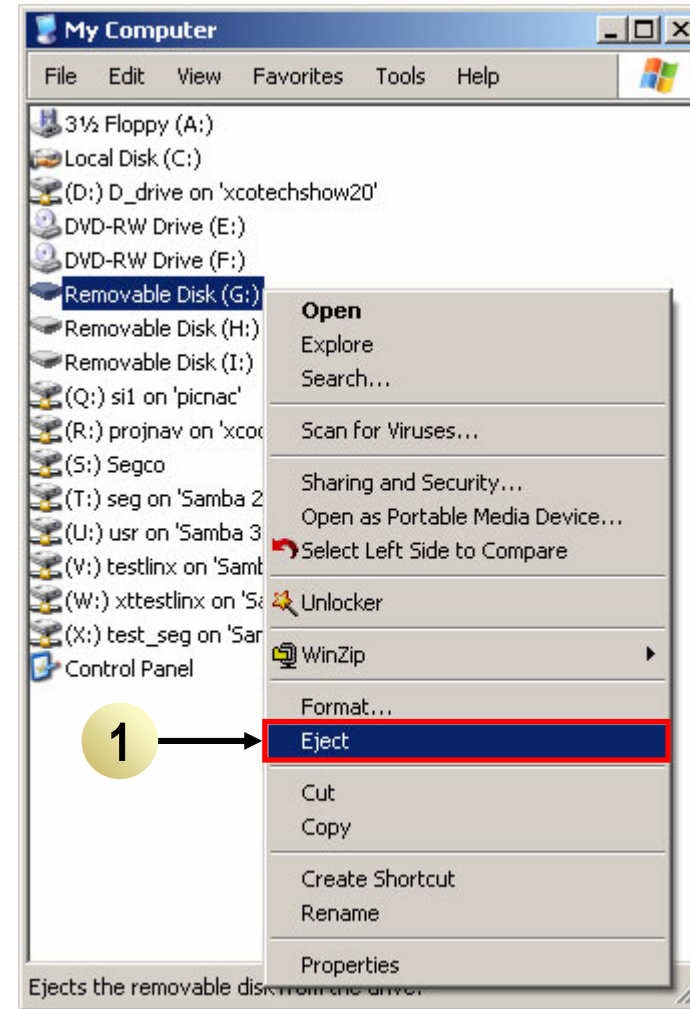 My Computer
File Edit View Favorites Tools Help
3½ Floppy (A:)
Local Disk (C:)
(D:) D_drive on 'xcotechshow20'
DVD-RW Drive (E:)
DVD-RW Drive (F:)
Removable Disk (G:)
Removable Disk (H:)
Removable Disk (I:)
(Q:) si1 on 'picnac'
(R:) projnav on 'xcoc
(S:) Segco
(T:) seg on 'Samba 2
(U:) usr on 'Samba 3
(V:) testlinx on 'Samb
(W:) xttestlinx on 'Sa
(X:) test_seg on 'Sar
Control Panel
Open
Explore
Search...
Scan for Viruses...
Sharing and Security...
Open as Portable Media Device...
Select Left Side to Compare
Unlocker
WinZip
Format...
1
Eject
Cut
Copy
Create Shortcut
Rename
Properties
Ejects the removable disk from the drive.